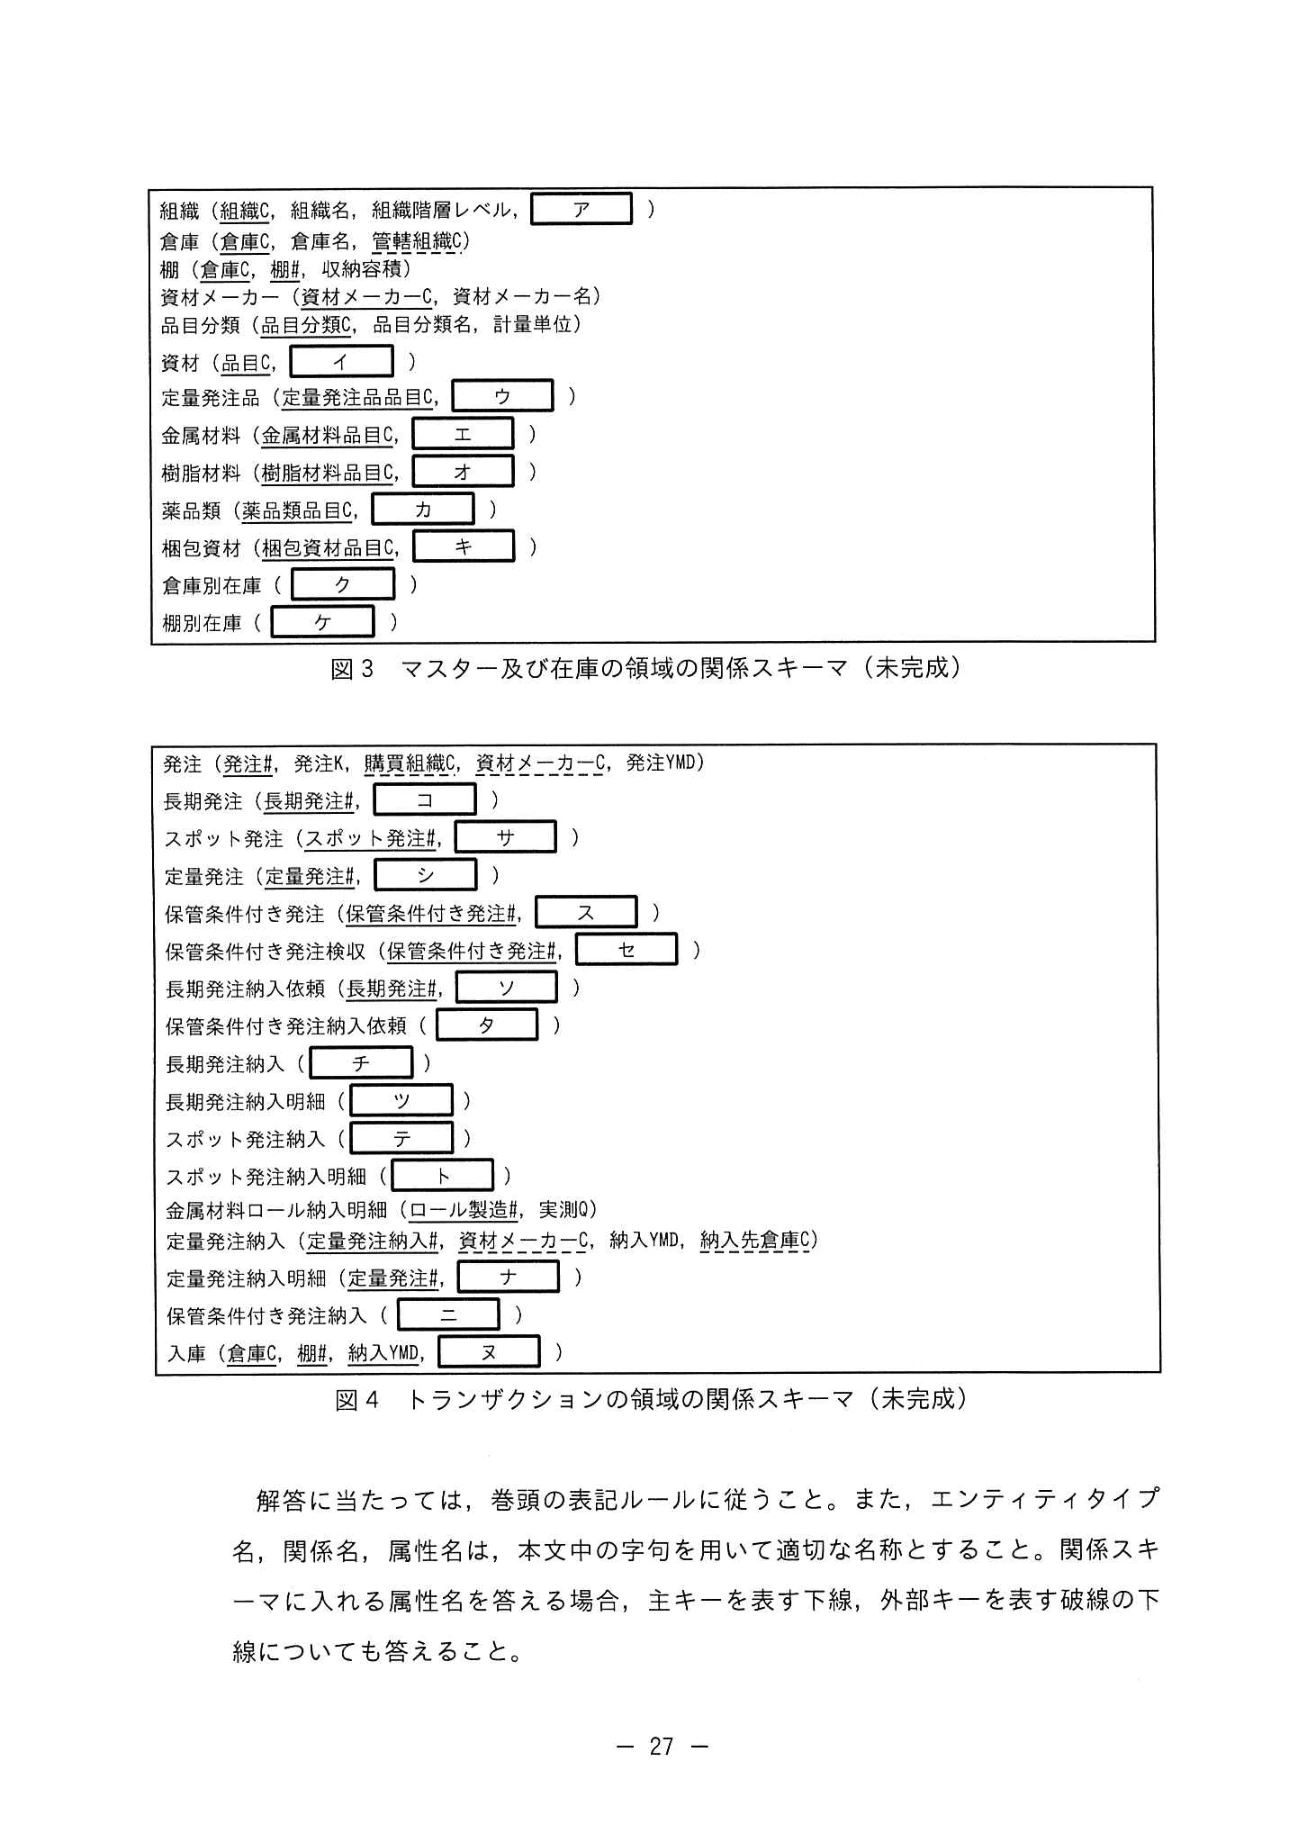 組織（組織C，組織名，組織階層レベル， ア ）
倉庫（倉庫C，倉庫名，管轄組織C）
棚（倉庫C，棚#，収納容積）
資材メーカー（資材メーカーC，資材メーカー名）
品目分類（品目分類C，品目分類名，計量単位）
資材（品目C， イ ）
定量発注品（定量発注品品目C， ウ ）
金属材料（金属材料品目C， エ ）
樹脂材料（樹脂材料品目C， オ ）
薬品類（薬品類品目C， カ ）
梱包資材（梱包資材品目C， キ ）
倉庫別在庫（ ク ）
棚別在庫（ ケ ）
図3　マスター及び在庫の領域の関係スキーマ（未完成）
発注（発注#，発注K，購買組織C，資材メーカーC，発注YMD）
長期発注（長期発注#， コ ）
スポット発注（スポット発注#， サ ）
定量発注（定量発注#， シ ）
保管条件付き発注（保管条件付き発注#， ス ）
保管条件付き発注検収（保管条件付き発注#， セ ）
長期発注納入依頼（長期発注#， ソ ）
保管条件付き発注納入依頼（ タ ）
長期発注納入（ チ ）
長期発注納入明細（ ツ ）
スポット発注納入（ テ ）
スポット発注納入明細（ ト ）
金属材料ロール納入明細（ロール製造#，実測Q）
定量発注納入（定量発注納入#，資材メーカーC，納入YMD，納入先倉庫C）
定量発注納入明細（定量発注#， ナ ）
保管条件付き発注納入（ ニ ）
入庫（倉庫C，棚#，納入YMD， ヌ ）
図4　トランザクションの領域の関係スキーマ（未完成）
解答に当たっては，巻頭の表記ルールに従うこと。また，エンティティタイプ
名，関係名，属性名は，本文中の字句を用いて適切な名称とすること。関係スキ
ーマに入れる属性名を答える場合，主キーを表す下線，外部キーを表す破線の下
線についても答えること。
－ 27 －